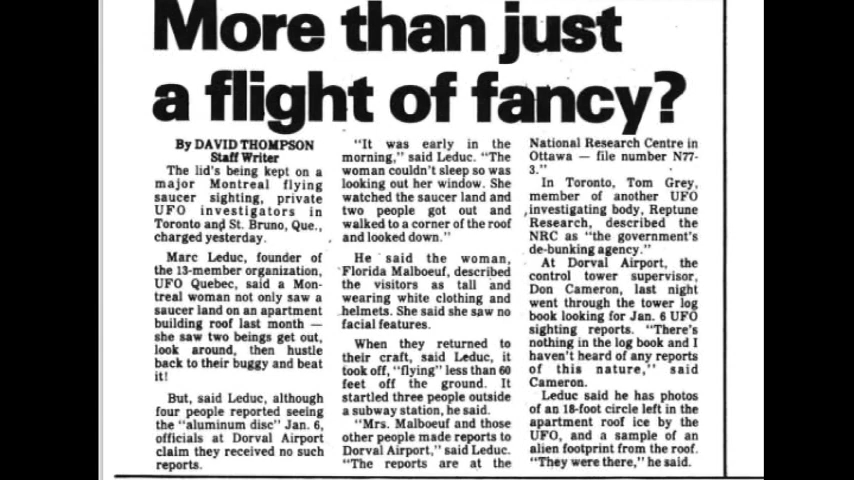 More than just
a flight of fancy?
By DAVID THOMPSON
Staff Writer
The lid's being kept on a
major Montreal flying
saucer sighting, private
UFO investigators in
Toronto and St. Bruno, Que.,
charged yesterday.
Marc Leduc, founder of
the 13-member organization,
UFO Quebec, said a Mon-
treal woman not only saw a
saucer land on an apartment
building roof last month —
she saw two beings get out,
look around, then hustle
back to their buggy and beat
it!
But, said Leduc, although
four people reported seeing
the "aluminum disc" Jan. 6,
officials at Dorval Airport
claim they received no such
reports.
"It was early in the
morning," said Leduc. "The
woman couldn't sleep so was
looking out her window. She
watched the saucer land and
two people got out and
walked to a corner of the roof
and looked down."
He said the woman,
Florida Malboeuf, described
the visitors as tall and
wearing white clothing and
helmets. She said she saw no
facial features.
When they returned to
their craft, said Leduc, it
took off, "flying" less than 60
feet off the ground. It
startled three people outside
a subway station, he said.
"Mrs. Malboeuf and those
other people made reports to
Dorval Airport," said Leduc.
"The reports are at the
National Research Centre in
Ottawa — file number N77-
3."
In Toronto, Tom Grey,
member of another UFO
investigating body, Reptune
Research, described the
NRC as "the government's
de-bunking agency."
At Dorval Airport, the
control tower supervisor,
Don Cameron, last night
went through the tower log
book looking for Jan. 6 UFO
sighting reports. "There's
nothing in the log book and I
haven't heard of any reports
of this nature," said
Cameron.
Leduc said he has photos
of an 18-foot circle left in the
apartment roof ice by the
UFO, and a sample of an
alien footprint from the roof.
"They were there," he said.